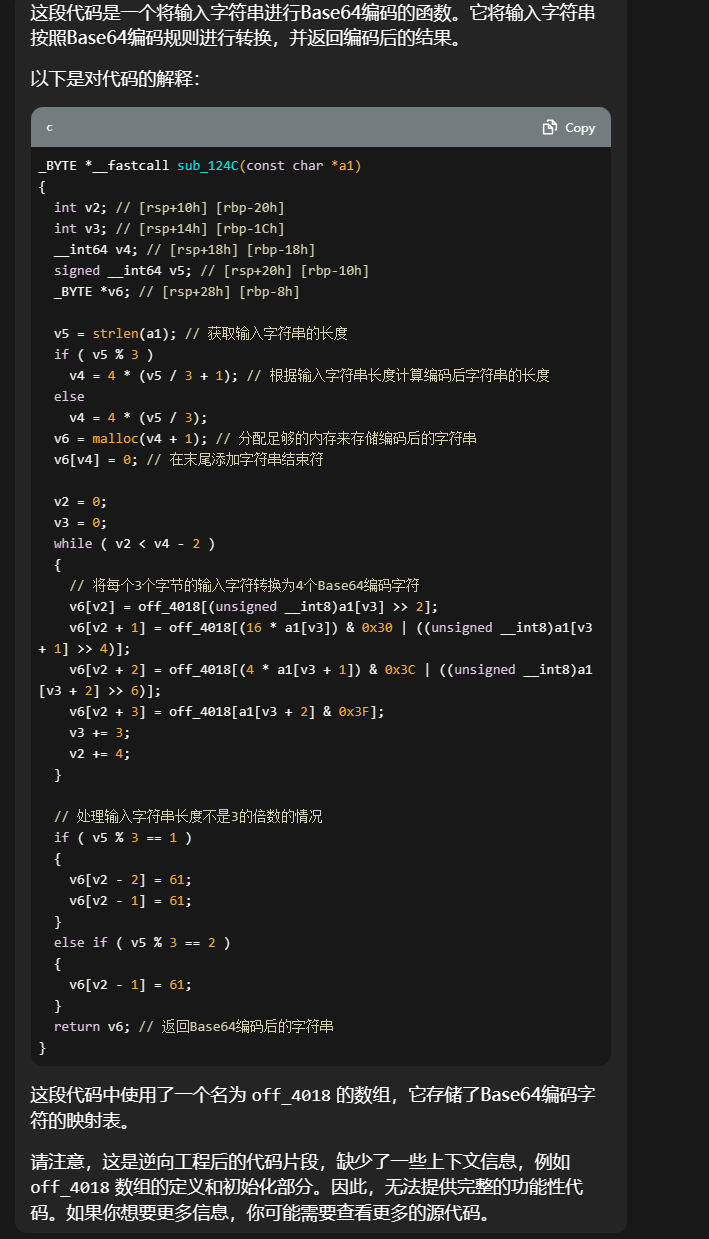 这段代码是一个将输入字符串进行Base64编码的函数。它将输入字符串
按照Base64编码规则进行转换，并返回编码后的结果。
以下是对代码的解释：
c
Copy
_BYTE *__fastcall sub_124C(const char *a1)
{
  int v2; // [rsp+10h] [rbp-20h]
  int v3; // [rsp+14h] [rbp-1Ch]
  __int64 v4; // [rsp+18h] [rbp-18h]
  signed __int64 v5; // [rsp+20h] [rbp-10h]
  _BYTE *v6; // [rsp+28h] [rbp-8h]

  v5 = strlen(a1); // 获取输入字符串的长度
  if ( v5 % 3 )
    v4 = 4 * (v5 / 3 + 1); // 根据输入字符串长度计算编码后字符串的长度
  else
    v4 = 4 * (v5 / 3);
  v6 = malloc(v4 + 1); // 分配足够的内存来存储编码后的字符串
  v6[v4] = 0; // 在末尾添加字符串结束符

  v2 = 0;
  v3 = 0;
  while ( v2 < v4 - 2 )
  {
    // 将每个3个字节的输入字符转换为4个Base64编码字符
    v6[v2] = off_4018[(unsigned __int8)a1[v3] >> 2];
    v6[v2 + 1] = off_4018[(16 * a1[v3]) & 0x30 | ((unsigned __int8)a1[v3
+ 1] >> 4)];
    v6[v2 + 2] = off_4018[(4 * a1[v3 + 1]) & 0x3C | ((unsigned __int8)a1
[v3 + 2] >> 6)];
    v6[v2 + 3] = off_4018[a1[v3 + 2] & 0x3F];
    v3 += 3;
    v2 += 4;
  }

  // 处理输入字符串长度不是3的倍数的情况
  if ( v5 % 3 == 1 )
  {
    v6[v2 - 2] = 61;
    v6[v2 - 1] = 61;
  }
  else if ( v5 % 3 == 2 )
  {
    v6[v2 - 1] = 61;
  }
  return v6; // 返回Base64编码后的字符串
}
这段代码中使用了一个名为 off_4018 的数组，它存储了Base64编码字
符的映射表。
请注意，这是逆向工程后的代码片段，缺少了一些上下文信息，例如
off_4018 数组的定义和初始化部分。因此，无法提供完整的功能性代
码。如果你想要更多信息，你可能需要查看更多的源代码。